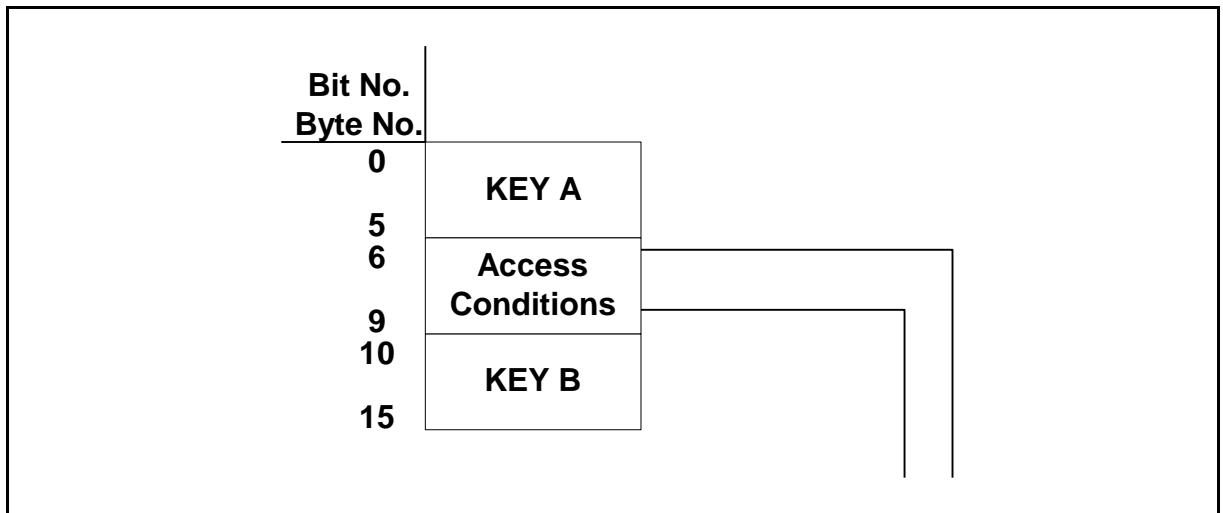 Bit No.
Byte No.
0
KEY A
5
6
Access
Conditions
9
10
KEY B
15